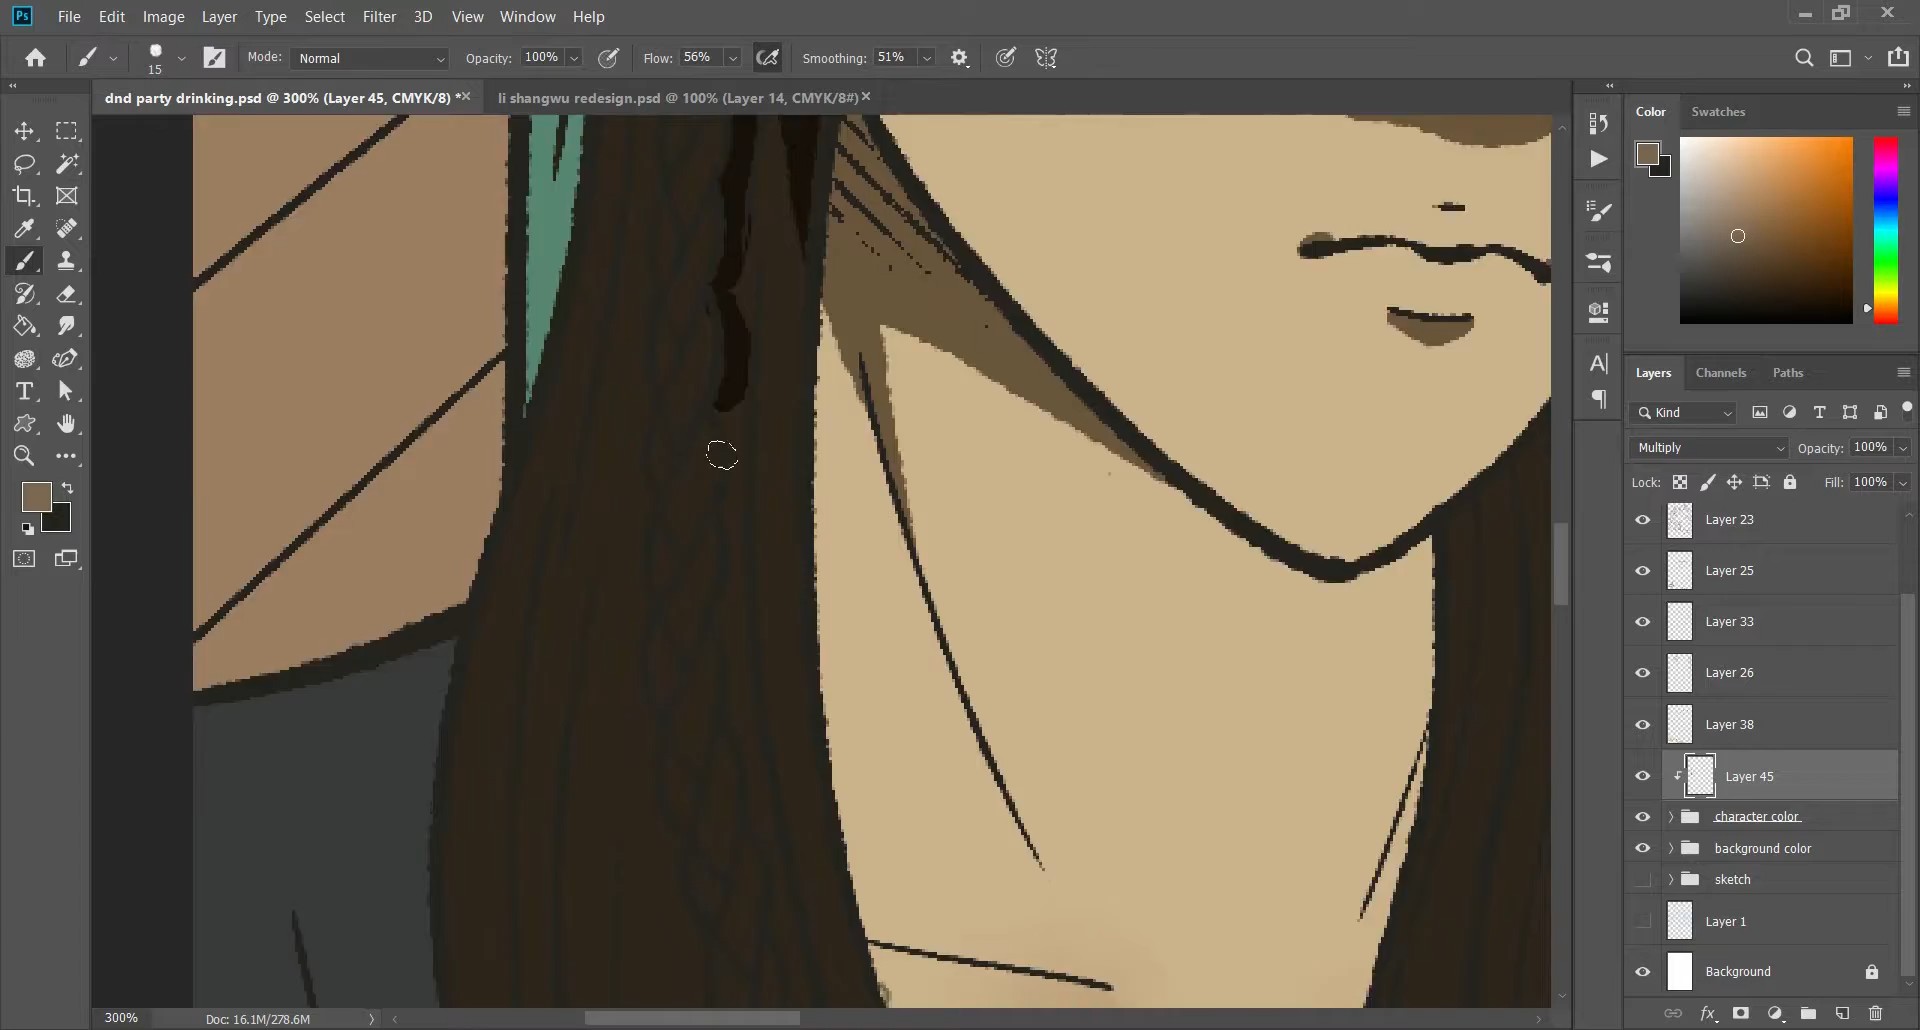 Ps File Edit Image Layer Type Select Filter 3D View Window Help
15 Mode: Normal Opacity: 100% Flow: 56% Smoothing: 51%
dnd party drinking.psd @ 300% (Layer 45, CMYK/8) * li shangwu redesign.psd @ 100% (Layer 14, CMYK/8#)
Color Swatches
Layers Channels Paths
Kind
Multiply Opacity: 100%
Lock: Fill: 100%
Layer 23
Layer 25
Layer 33
Layer 26
Layer 38
Layer 45
character color
background color
sketch
Layer 1
Background
300% Doc: 16.1M/278.6M